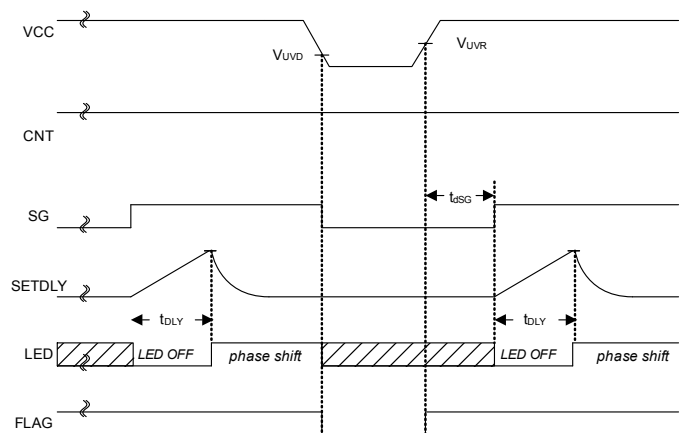 VCC
VUVD
VUVR
CNT
tdSG
SG
SETDLY
tDLY
tDLY
LED
LED OFF
phase shift
LED OFF
phase shift
FLAG